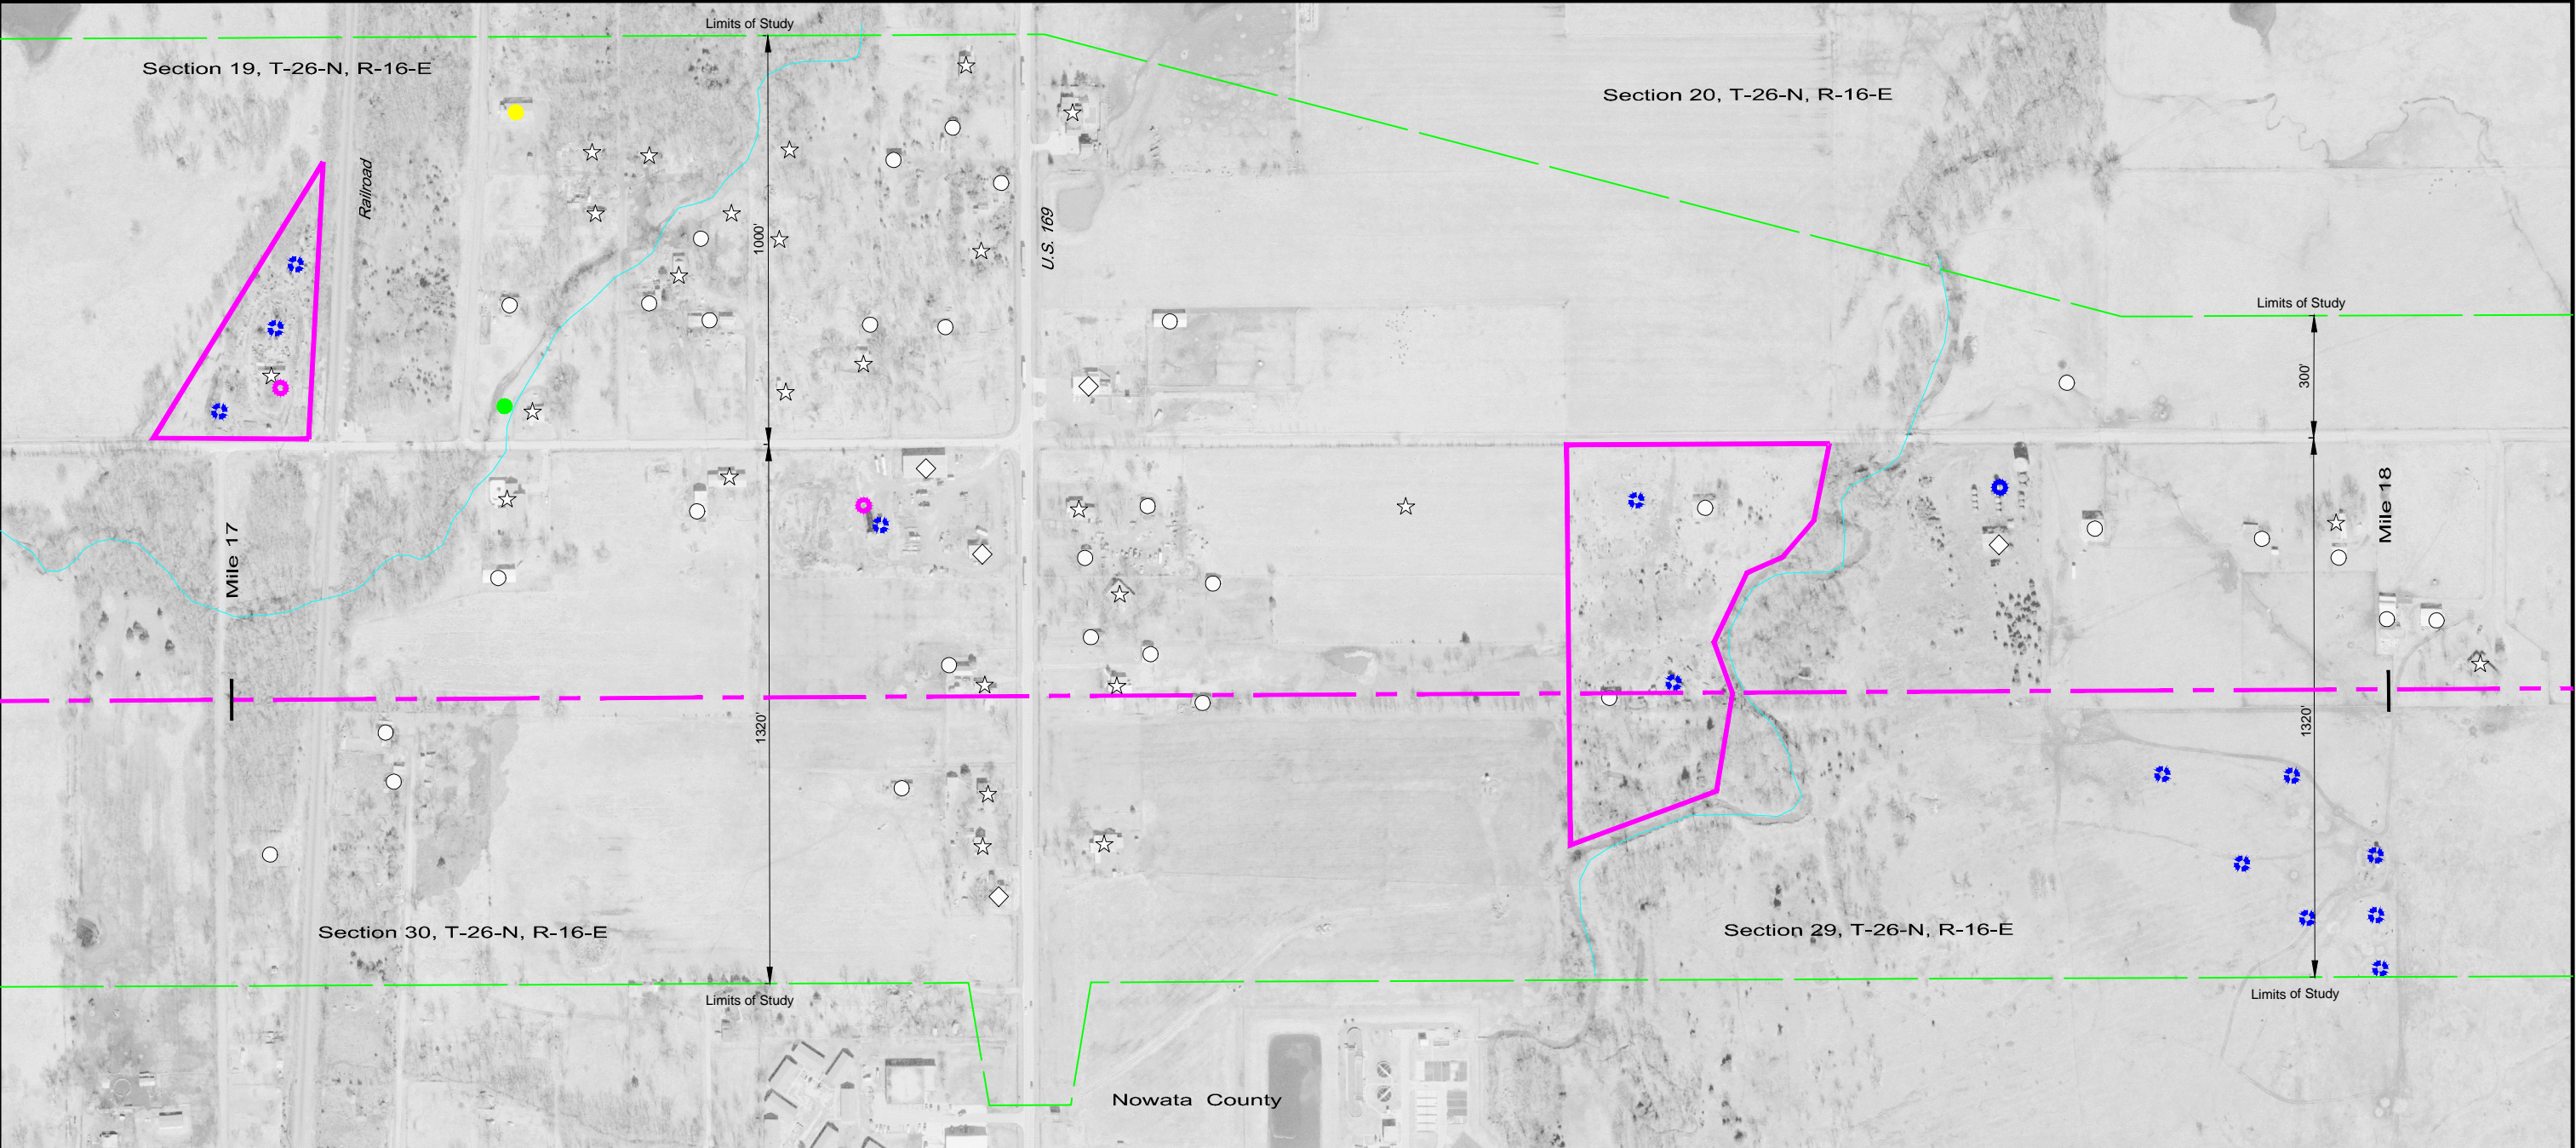 Limits of Study
Section 19, T-26-N, R-16-E
Section 20, T-26-N, R-16-E
Railroad
1000'
U.S. 169
Limits of Study
300'
Mile 17
Mile 18
1320'
1320'
Section 30, T-26-N, R-16-E
Section 29, T-26-N, R-16-E
Limits of Study
Limits of Study
Nowata County